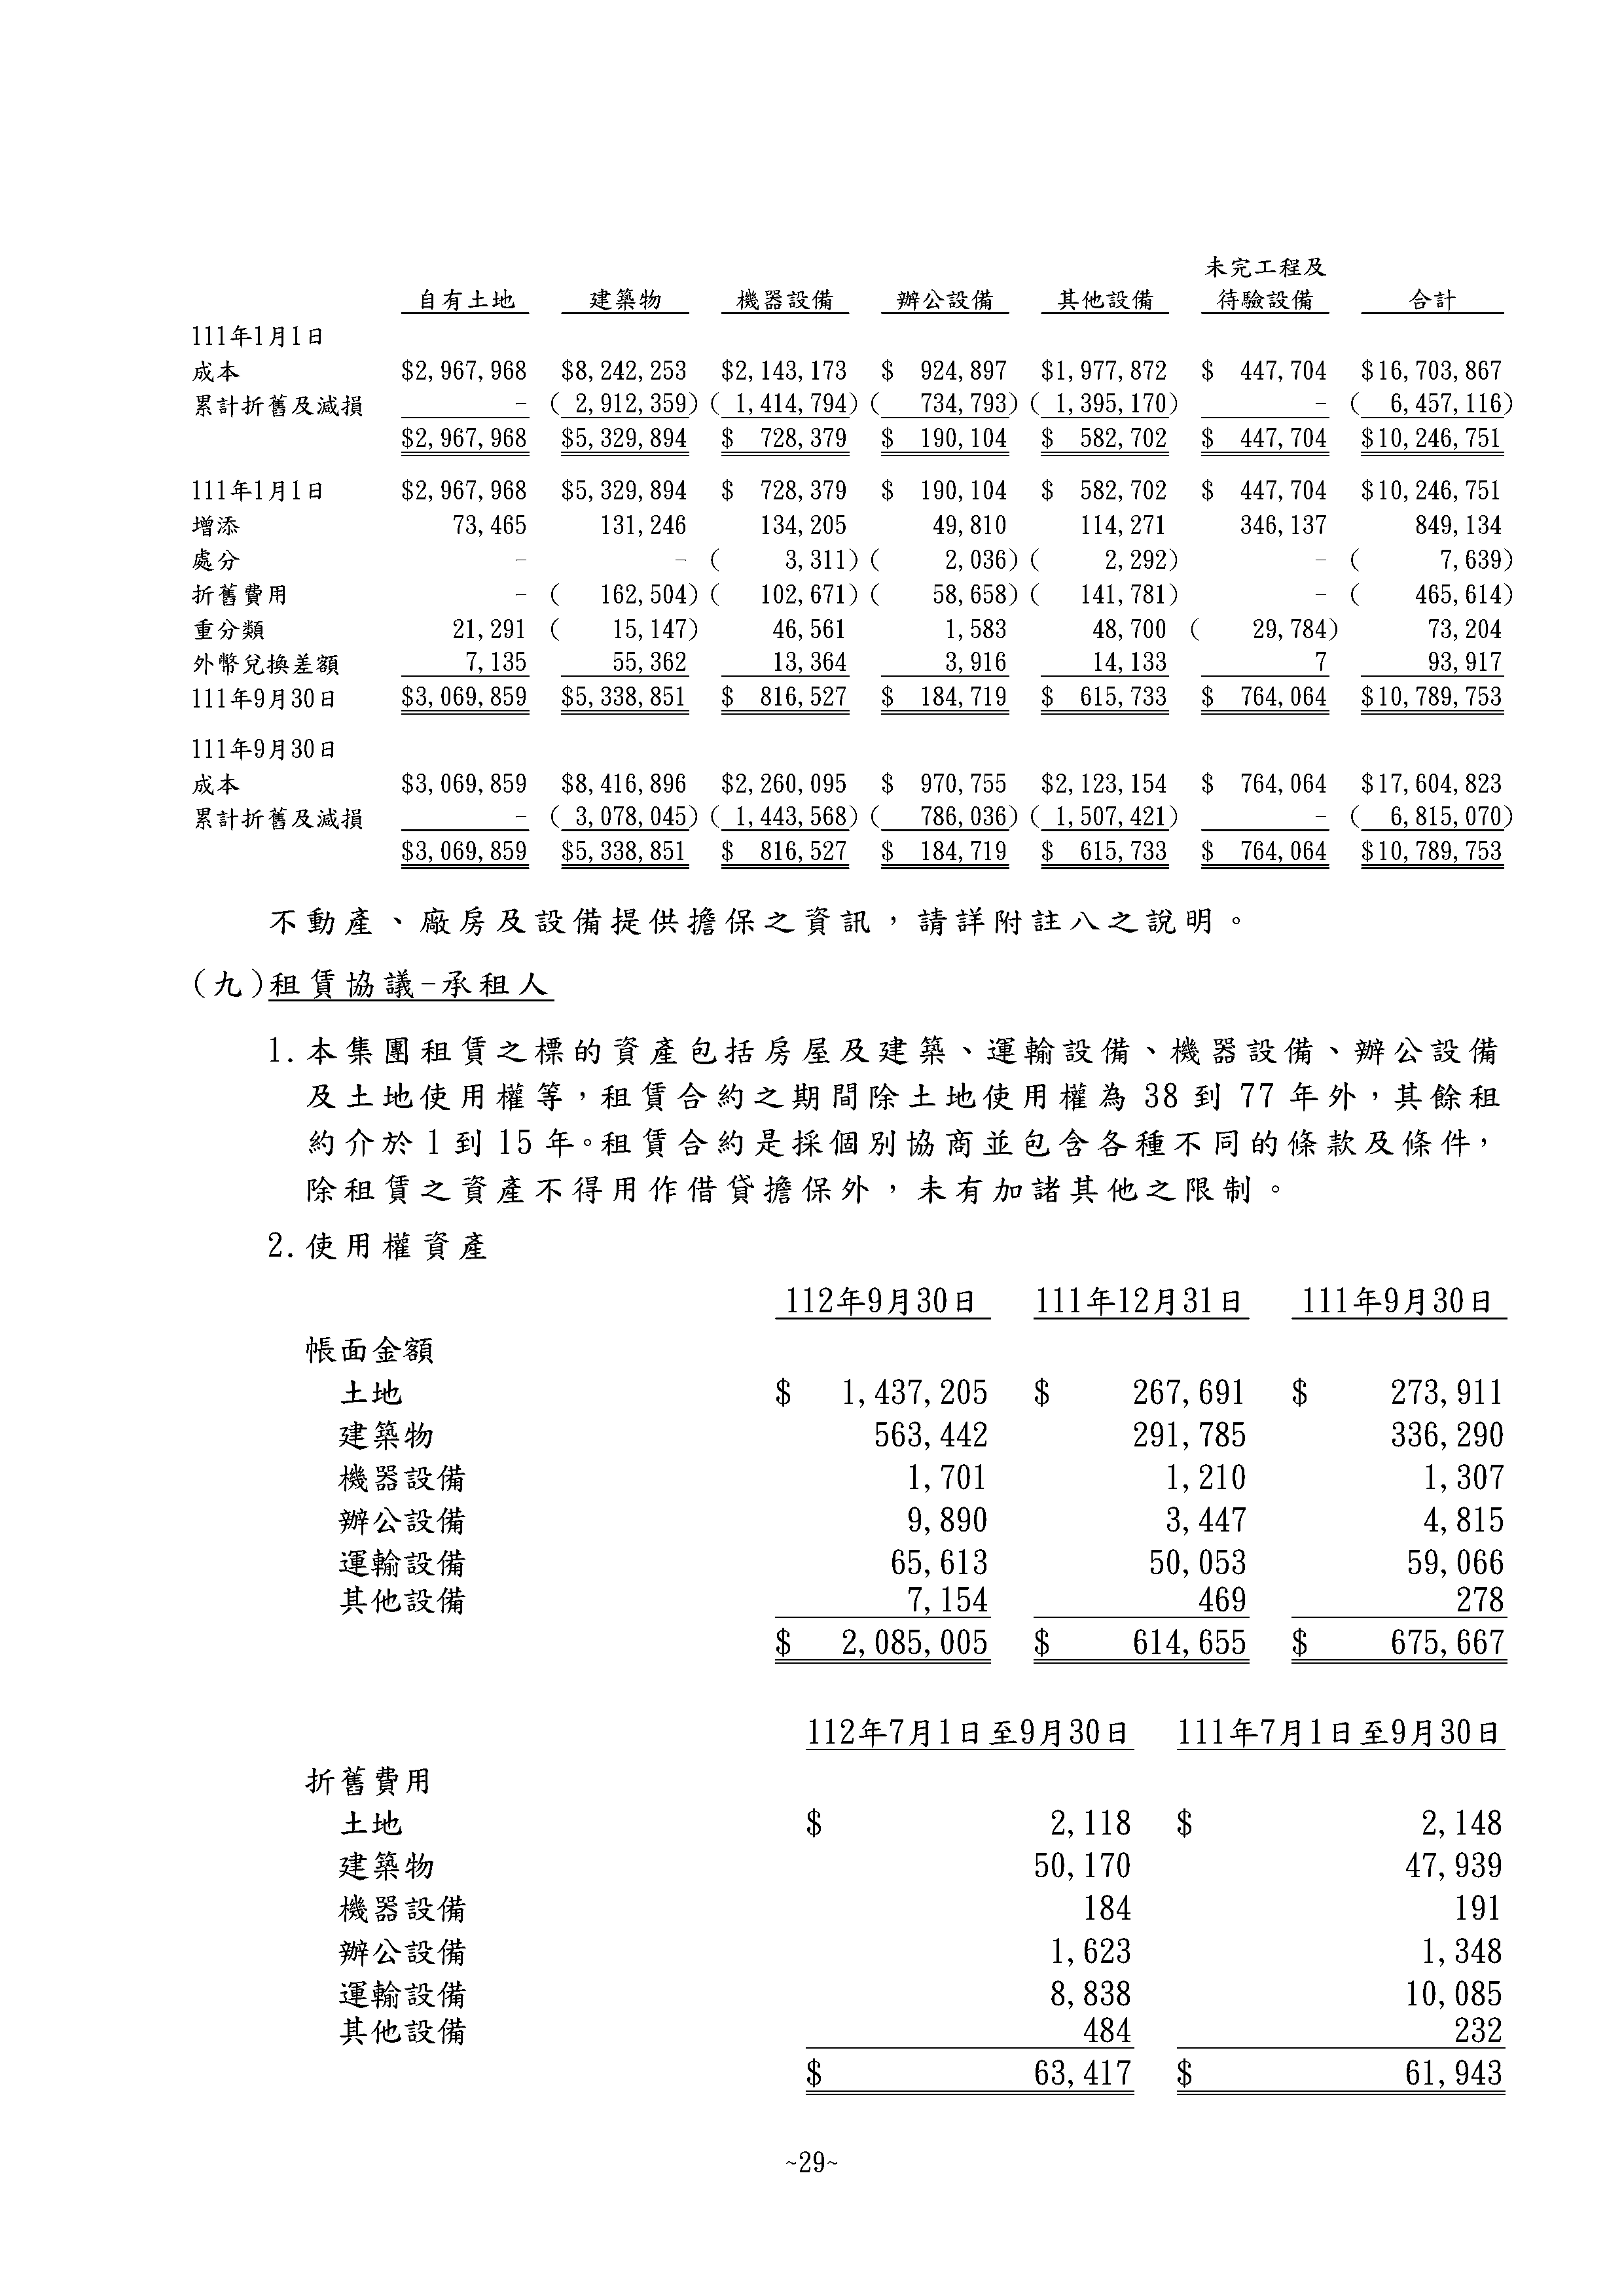 未完工程及
自有土地 建築物 機器設備 辦公設備 其他設備 待驗設備 合計
111年1月1日
成本 $2,967,968 $8,242,253 $2,143,173 $ 924,897 $1,977,872 $ 447,704 $16,703,867
累計折舊及減損 - ( 2,912,359) ( 1,414,794) ( 734,793) ( 1,395,170) - ( 6,457,116)
$2,967,968 $5,329,894 $ 728,379 $ 190,104 $ 582,702 $ 447,704 $10,246,751
111年1月1日 $2,967,968 $5,329,894 $ 728,379 $ 190,104 $ 582,702 $ 447,704 $10,246,751
增添 73,465 131,246 134,205 49,810 114,271 346,137 849,134
處分 - - ( 3,311) ( 2,036) ( 2,292) - ( 7,639)
折舊費用 - ( 162,504) ( 102,671) ( 58,658) ( 141,781) - ( 465,614)
重分類 21,291 ( 15,147) 46,561 1,583 48,700 ( 29,784) 73,204
外幣兌換差額 7,135 55,362 13,364 3,916 14,133 7 93,917
111年9月30日 $3,069,859 $5,338,851 $ 816,527 $ 184,719 $ 615,733 $ 764,064 $10,789,753
111年9月30日
成本 $3,069,859 $8,416,896 $2,260,095 $ 970,755 $2,123,154 $ 764,064 $17,604,823
累計折舊及減損 - ( 3,078,045) ( 1,443,568) ( 786,036) ( 1,507,421) - ( 6,815,070)
$3,069,859 $5,338,851 $ 816,527 $ 184,719 $ 615,733 $ 764,064 $10,789,753
不動產、廠房及設備提供擔保之資訊，請詳附註八之說明。
(九)租賃協議-承租人
1.本集團租賃之標的資產包括房屋及建築、運輸設備、機器設備、辦公設備
及土地使用權等，租賃合約之期間除土地使用權為 38 到 77 年外，其餘租
約介於 1 到 15 年。租賃合約是採個別協商並包含各種不同的條款及條件，
除租賃之資產不得用作借貸擔保外，未有加諸其他之限制。
2.使用權資產
112年9月30日 111年12月31日 111年9月30日
帳面金額
土地 $ 1,437,205 $ 267,691 $ 273,911
建築物 563,442 291,785 336,290
機器設備 1,701 1,210 1,307
辦公設備 9,890 3,447 4,815
運輸設備 65,613 50,053 59,066
其他設備 7,154 469 278
$ 2,085,005 $ 614,655 $ 675,667
112年7月1日至9月30日 111年7月1日至9月30日
折舊費用
土地 $ 2,118 $ 2,148
建築物 50,170 47,939
機器設備 184 191
辦公設備 1,623 1,348
運輸設備 8,838 10,085
其他設備 484 232
$ 63,417 $ 61,943
~29~